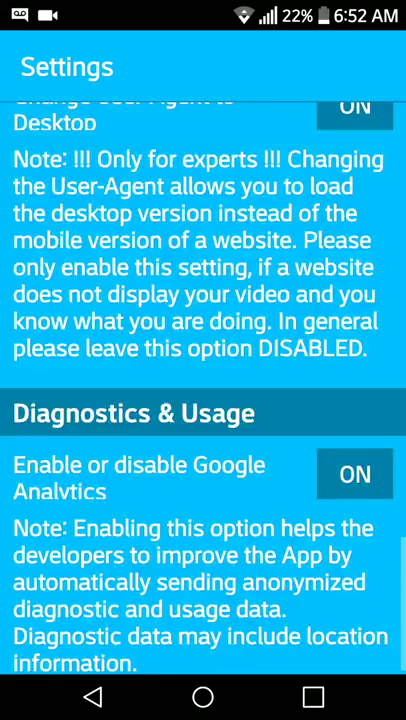 22% 6:52 AM
Settings
Change User-Agent to
Desktop
ON
Note: !!! Only for experts !!! Changing
the User-Agent allows you to load
the desktop version instead of the
mobile version of a website. Please
only enable this setting, if a website
does not display your video and you
know what you are doing. In general
please leave this option DISABLED.
Diagnostics & Usage
Enable or disable Google
Analytics
ON
Note: Enabling this option helps the
developers to improve the App by
automatically sending anonymized
diagnostic and usage data.
Diagnostic data may include location
information.